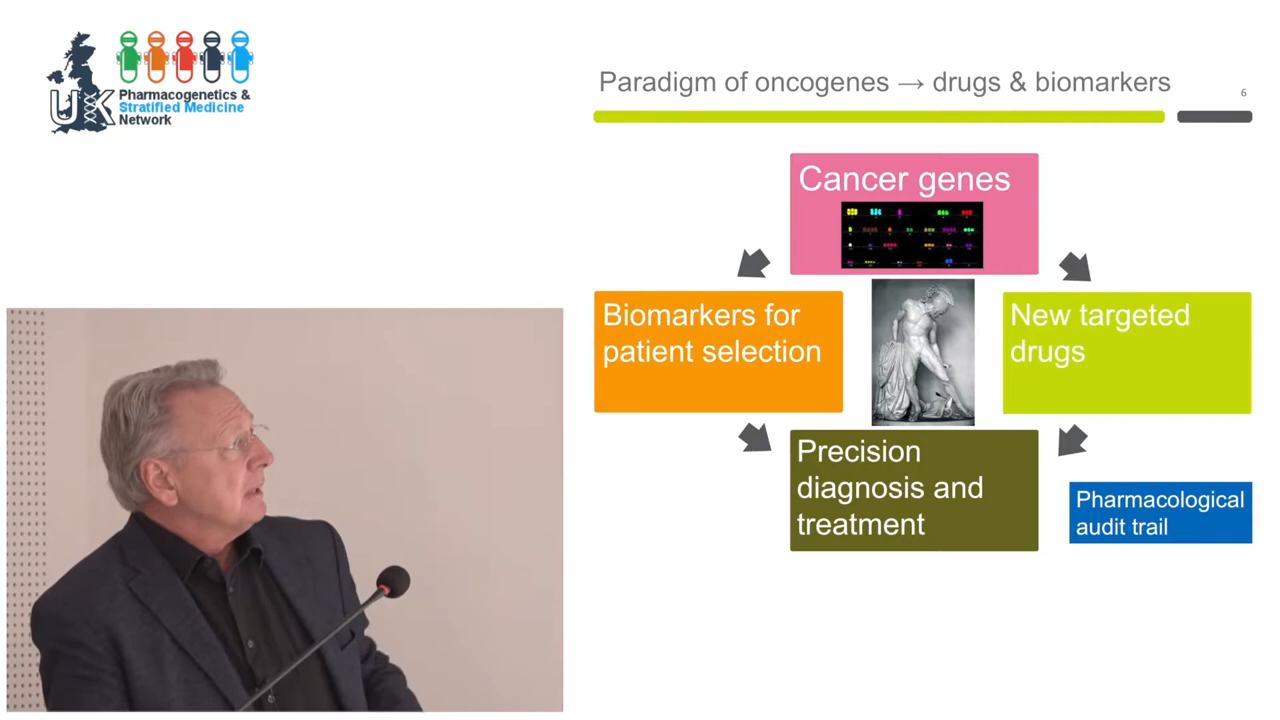 UK
Pharmacogenetics &
Stratified Medicine
Network
Paradigm of oncogenes → drugs & biomarkers
6
Cancer genes
Biomarkers for
patient selection
New targeted
drugs
Precision
diagnosis and
treatment
Pharmacological
audit trail